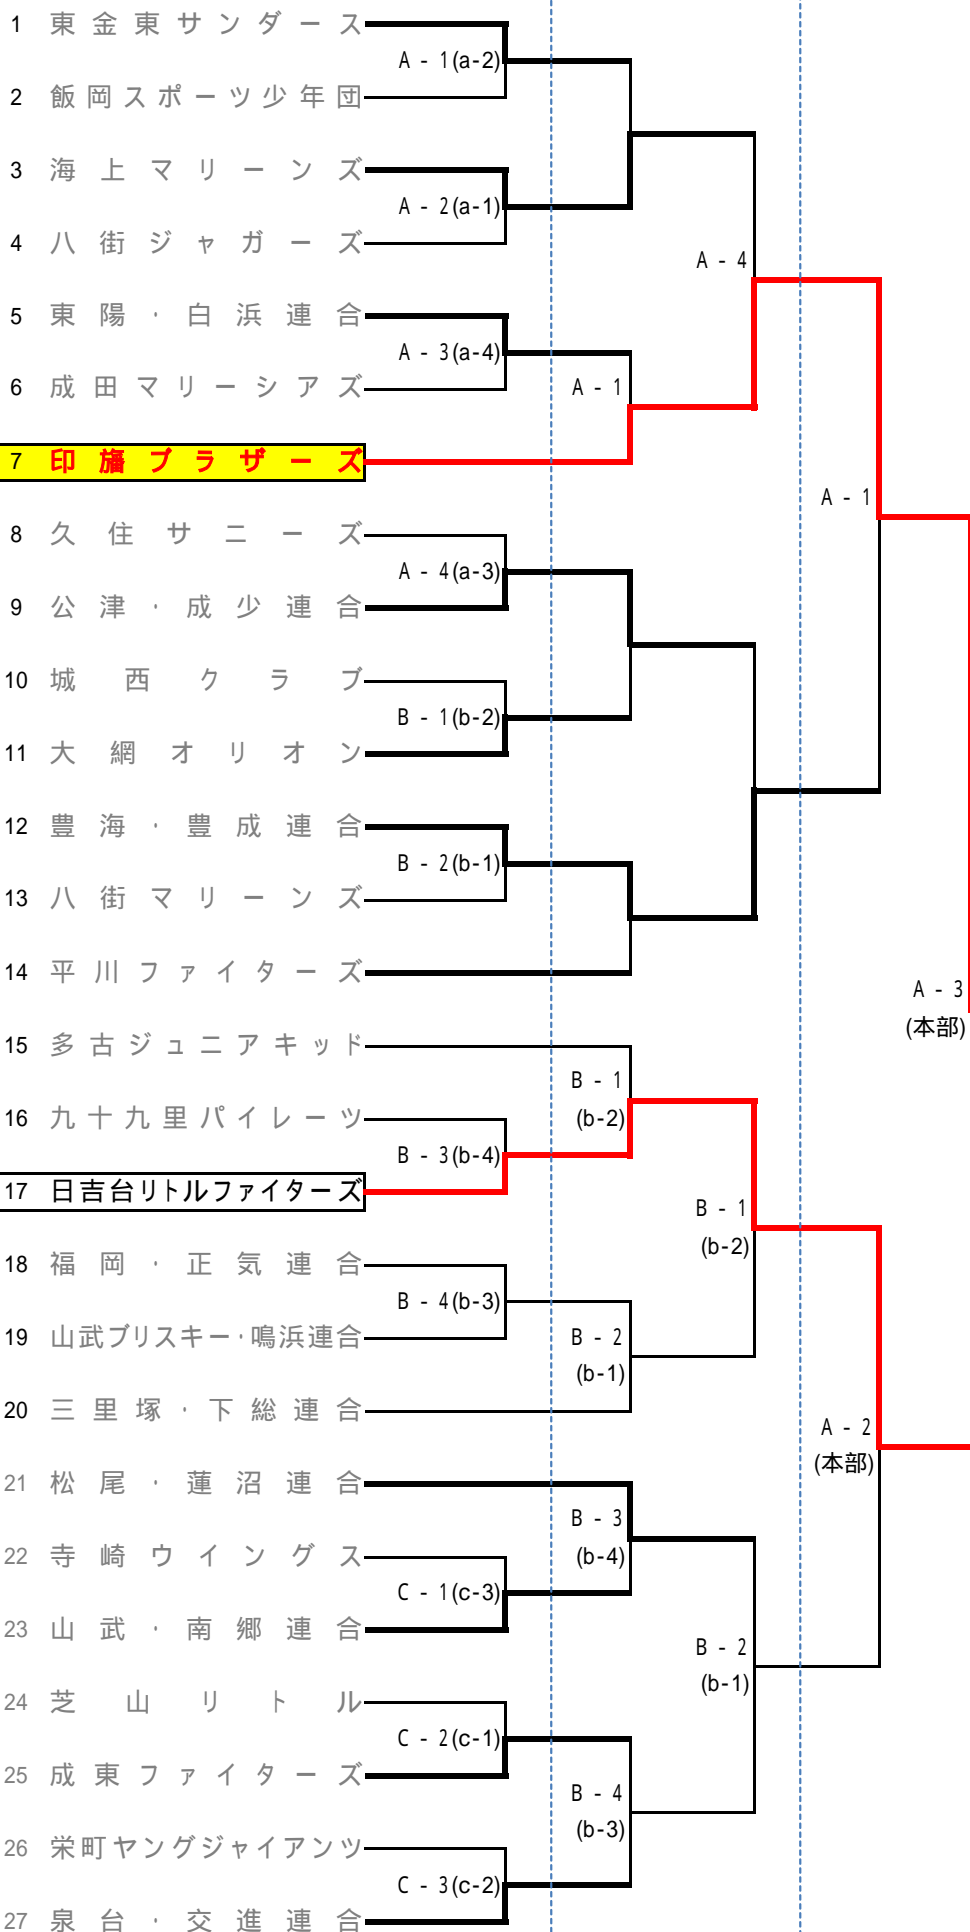 1 東金東サンダース
A - 1(a-2)
2 飯岡スポーツ少年団
3 海上マリーンズ
A - 2(a-1)
4 八街ジャガーズ
A - 4
5 東陽・白浜連合
A - 3(a-4)
6 成田マリーシアズ
A - 1
7 印旛ブラザーズ
A - 1
8 久住サニーズ
A - 4(a-3)
9 公津・成少連合
10 城西クラブ
B - 1(b-2)
11 大網オリオン
12 豊海・豊成連合
B - 2(b-1)
13 八街マリーンズ
14 平川ファイターズ
A - 3
(本部)
15 多古ジュニアキッド
B - 1
(b-2)
16 九十九里パイレーツ
B - 3(b-4)
17 日吉台リトルファイターズ
B - 1
(b-2)
18 福岡・正気連合
B - 4(b-3)
19 山武ブリスキー・鳴浜連合
B - 2
(b-1)
20 三里塚・下総連合
A - 2
(本部)
21 松尾・蓮沼連合
B - 3
(b-4)
22 寺崎ウイングス
C - 1(c-3)
23 山武・南郷連合
B - 2
(b-1)
24 芝山リトル
C - 2(c-1)
25 成東ファイターズ
B - 4
(b-3)
26 栄町ヤングジャイアンツ
C - 3(c-2)
27 泉台・交進連合